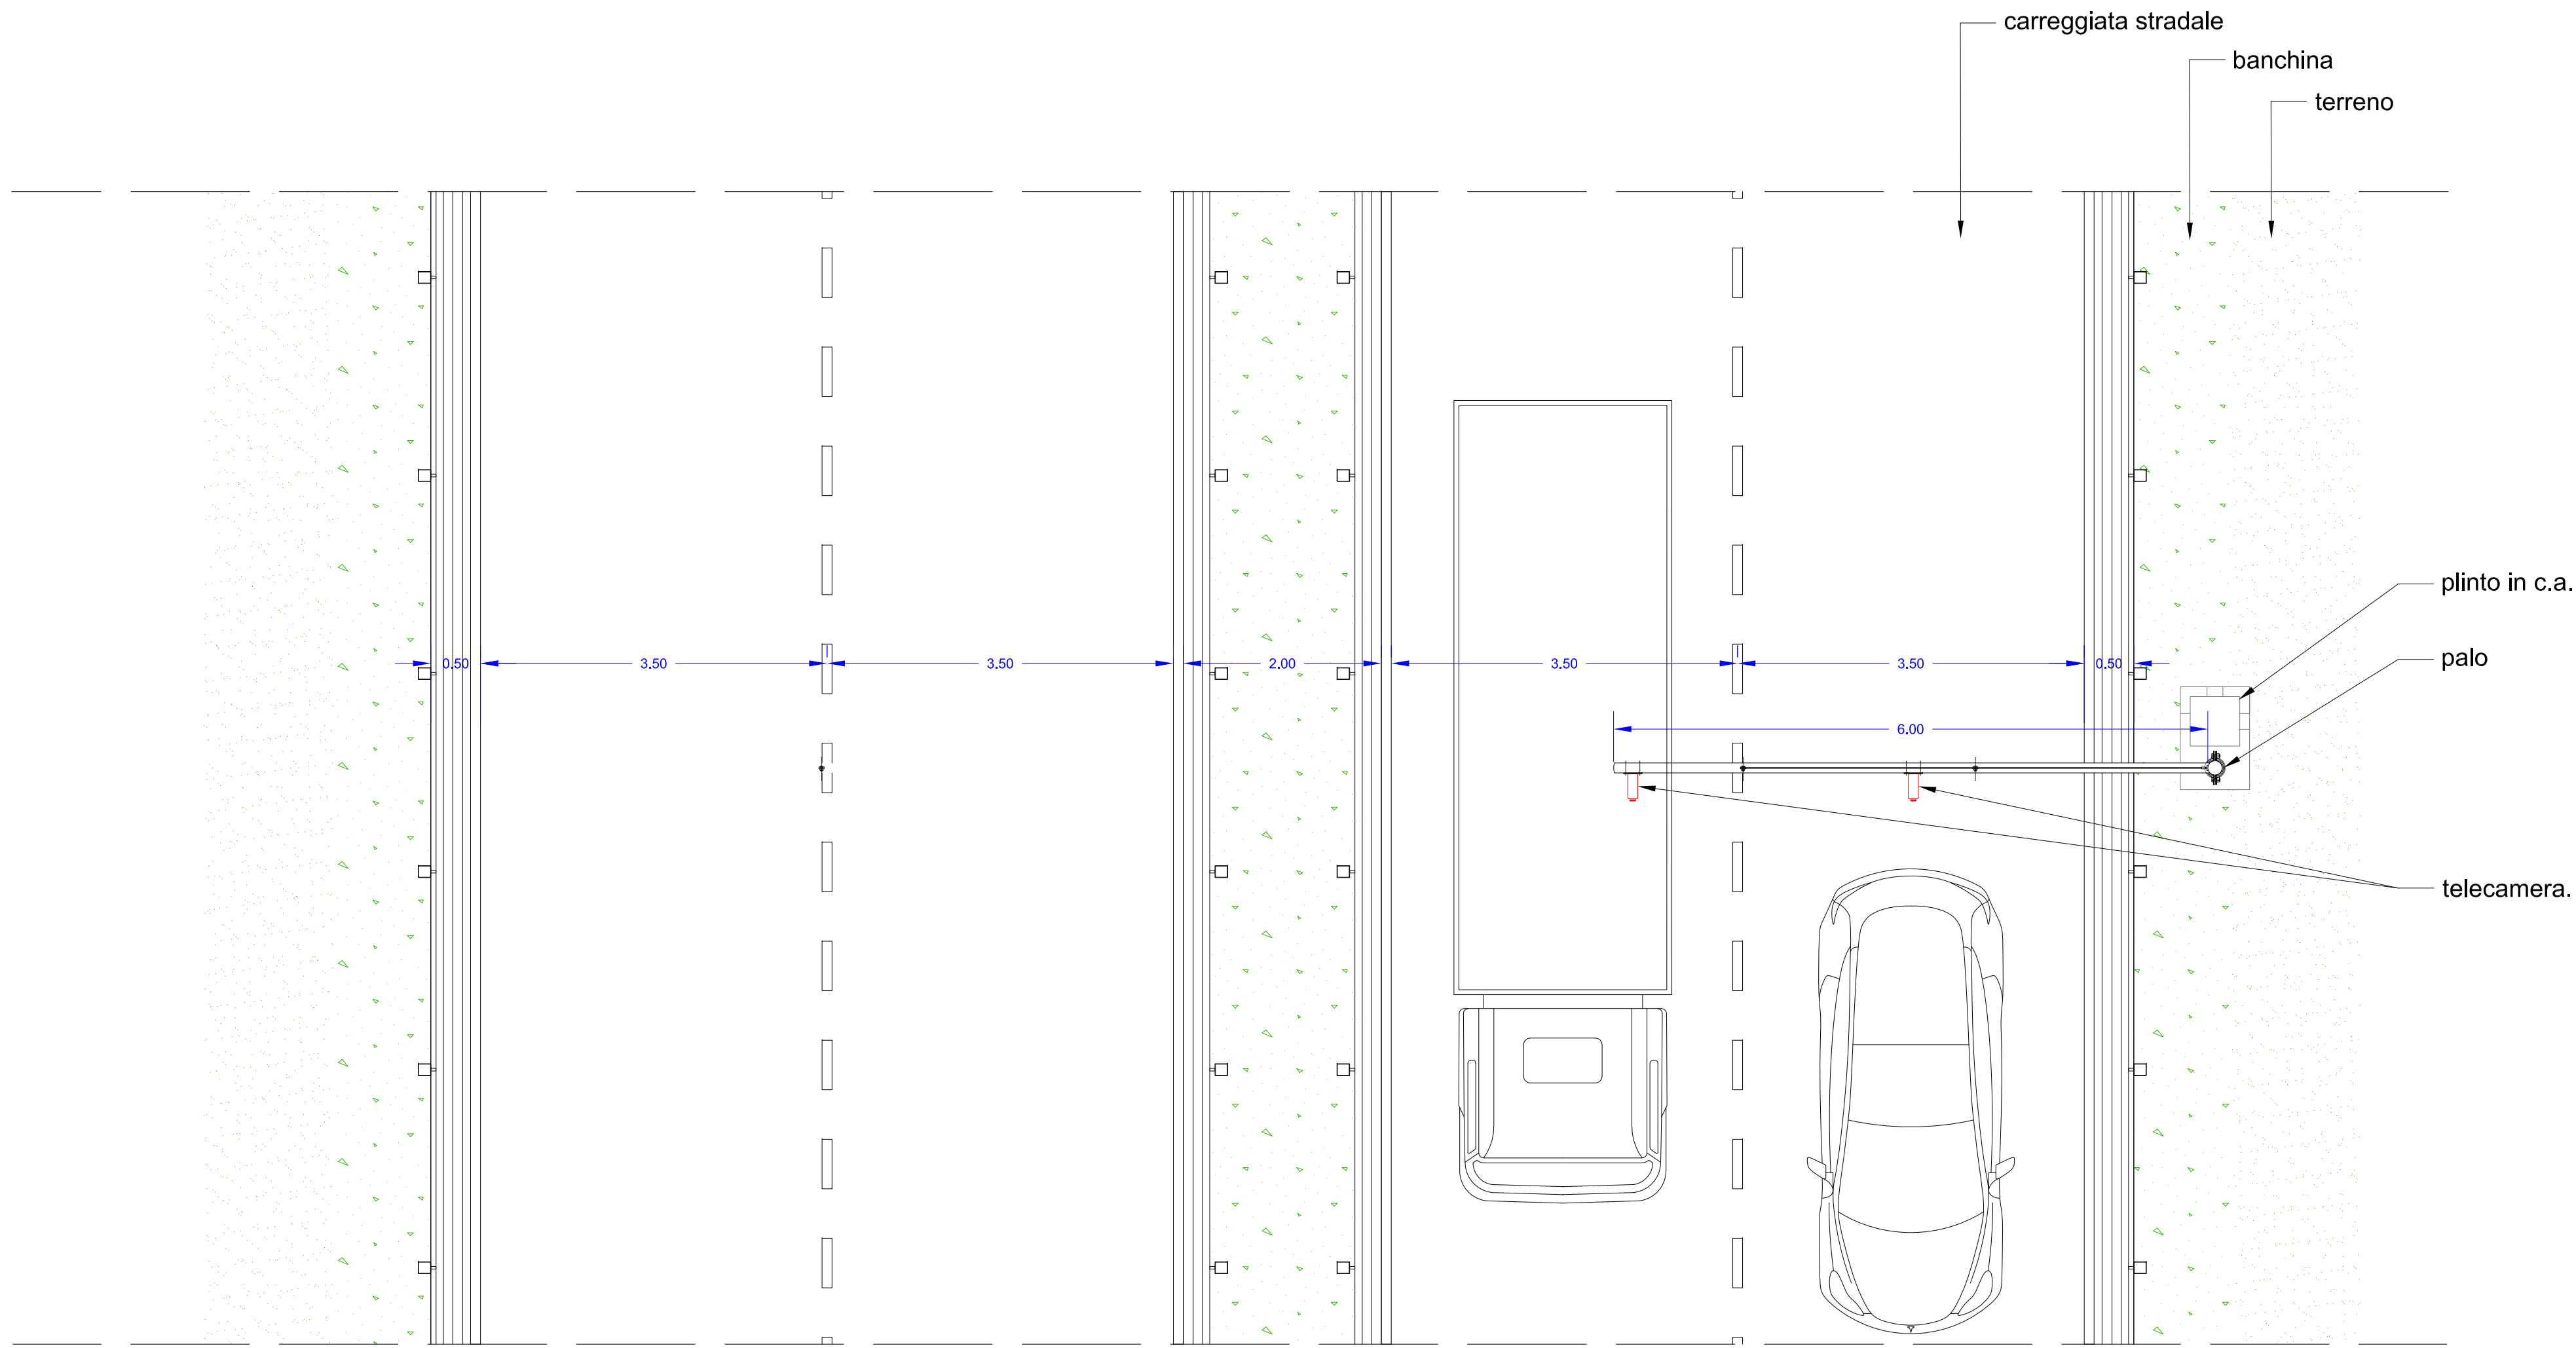 carreggiata stradale
banchina
terreno
plinto in c.a.
0.50 3.50 3.50 2.00 3.50 3.50 0.50
palo
6.00
telecamera.